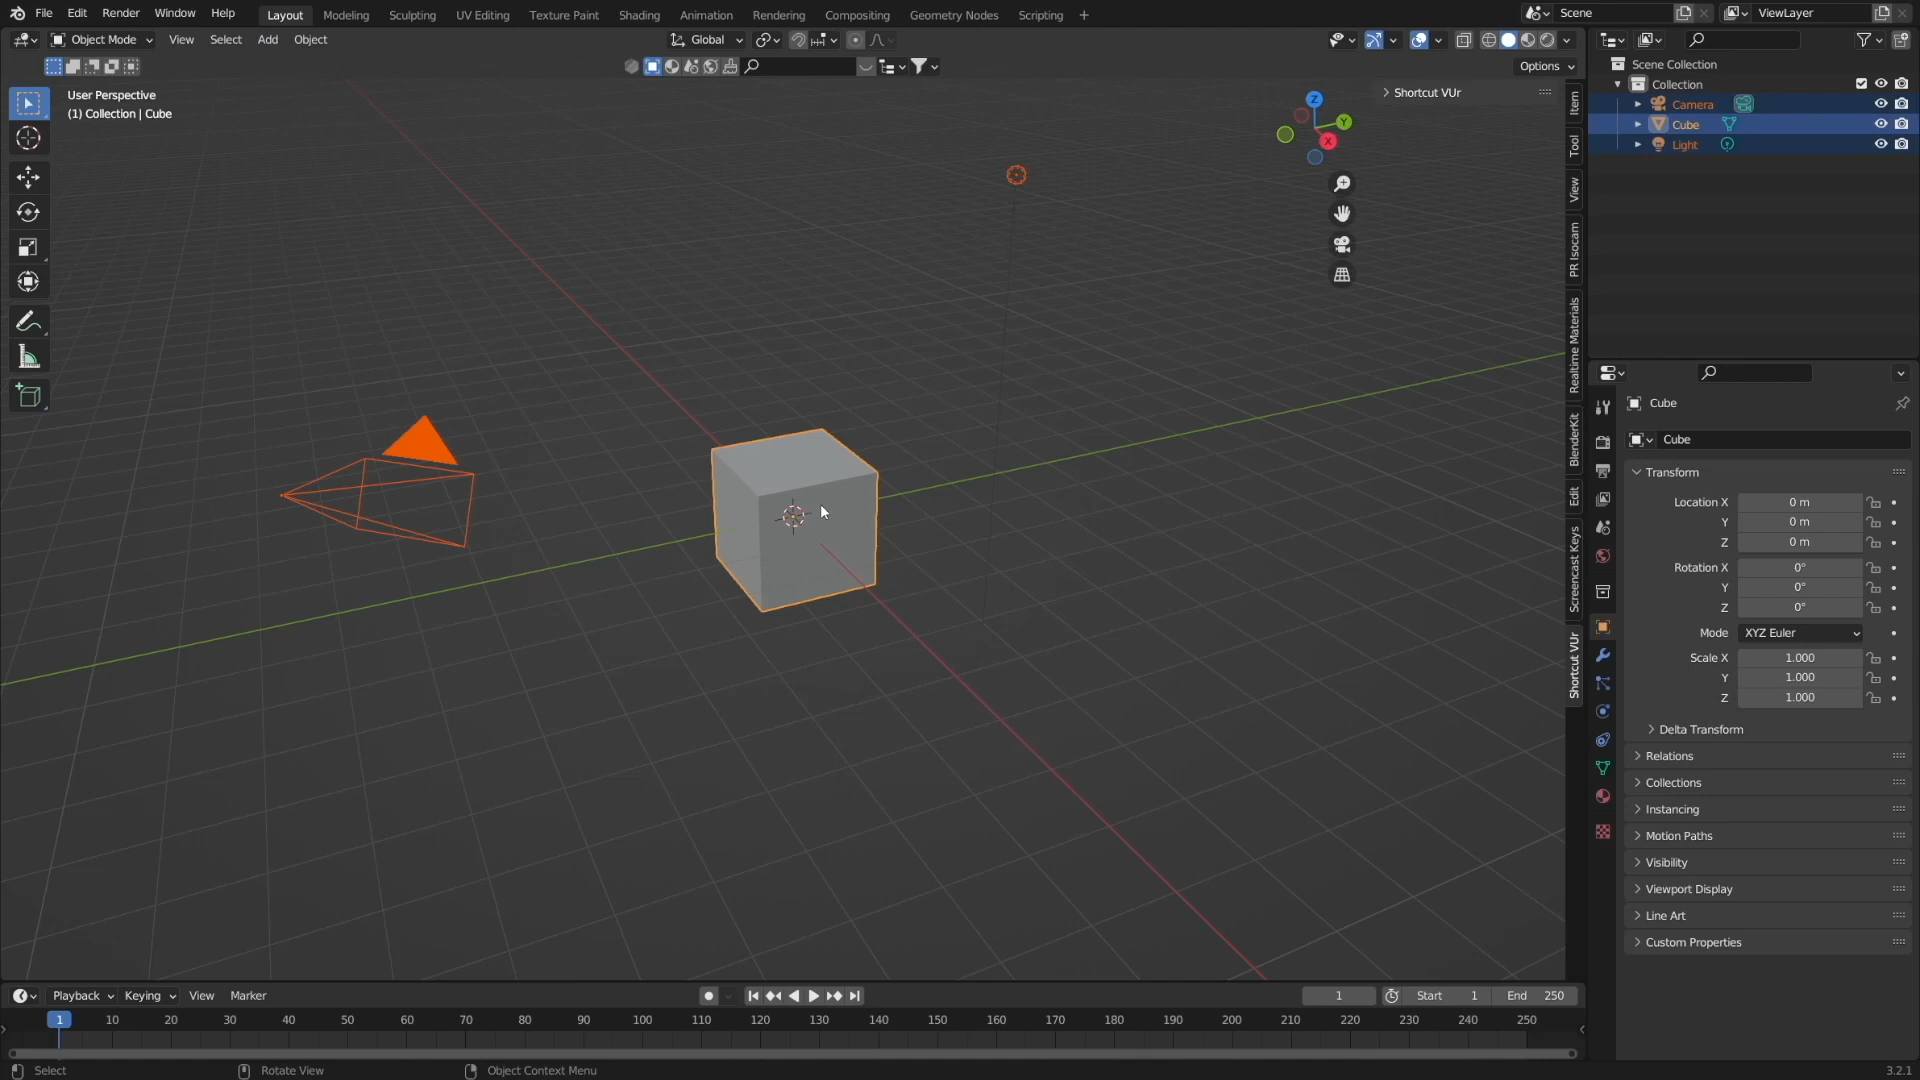 File Edit Render Window Help Layout Modeling Sculpting UV Editing Texture Paint Shading Animation Rendering Compositing Geometry Nodes Scripting + Scene ViewLayer
Object Mode View Select Add Object Global
Options
User Perspective
(1) Collection | Cube
Shortcut VUr
Z
Y
X
Item
Tool
View
PR Isocam
Realtime Materials
BlenderKit
Edit
Screencast Keys
Shortcut VUr
Scene Collection
Collection
Camera
Cube
Light
Cube
Cube
Transform
Location X 0 m
Y 0 m
Z 0 m
Rotation X 0°
Y 0°
Z 0°
Mode XYZ Euler
Scale X 1.000
Y 1.000
Z 1.000
Delta Transform
Relations
Collections
Instancing
Motion Paths
Visibility
Viewport Display
Line Art
Custom Properties
Playback Keying View Marker 1 Start 1 End 250
1 10 20 30 40 50 60 70 80 90 100 110 120 130 140 150 160 170 180 190 200 210 220 230 240 250
Select Rotate View Object Context Menu 3.2.1